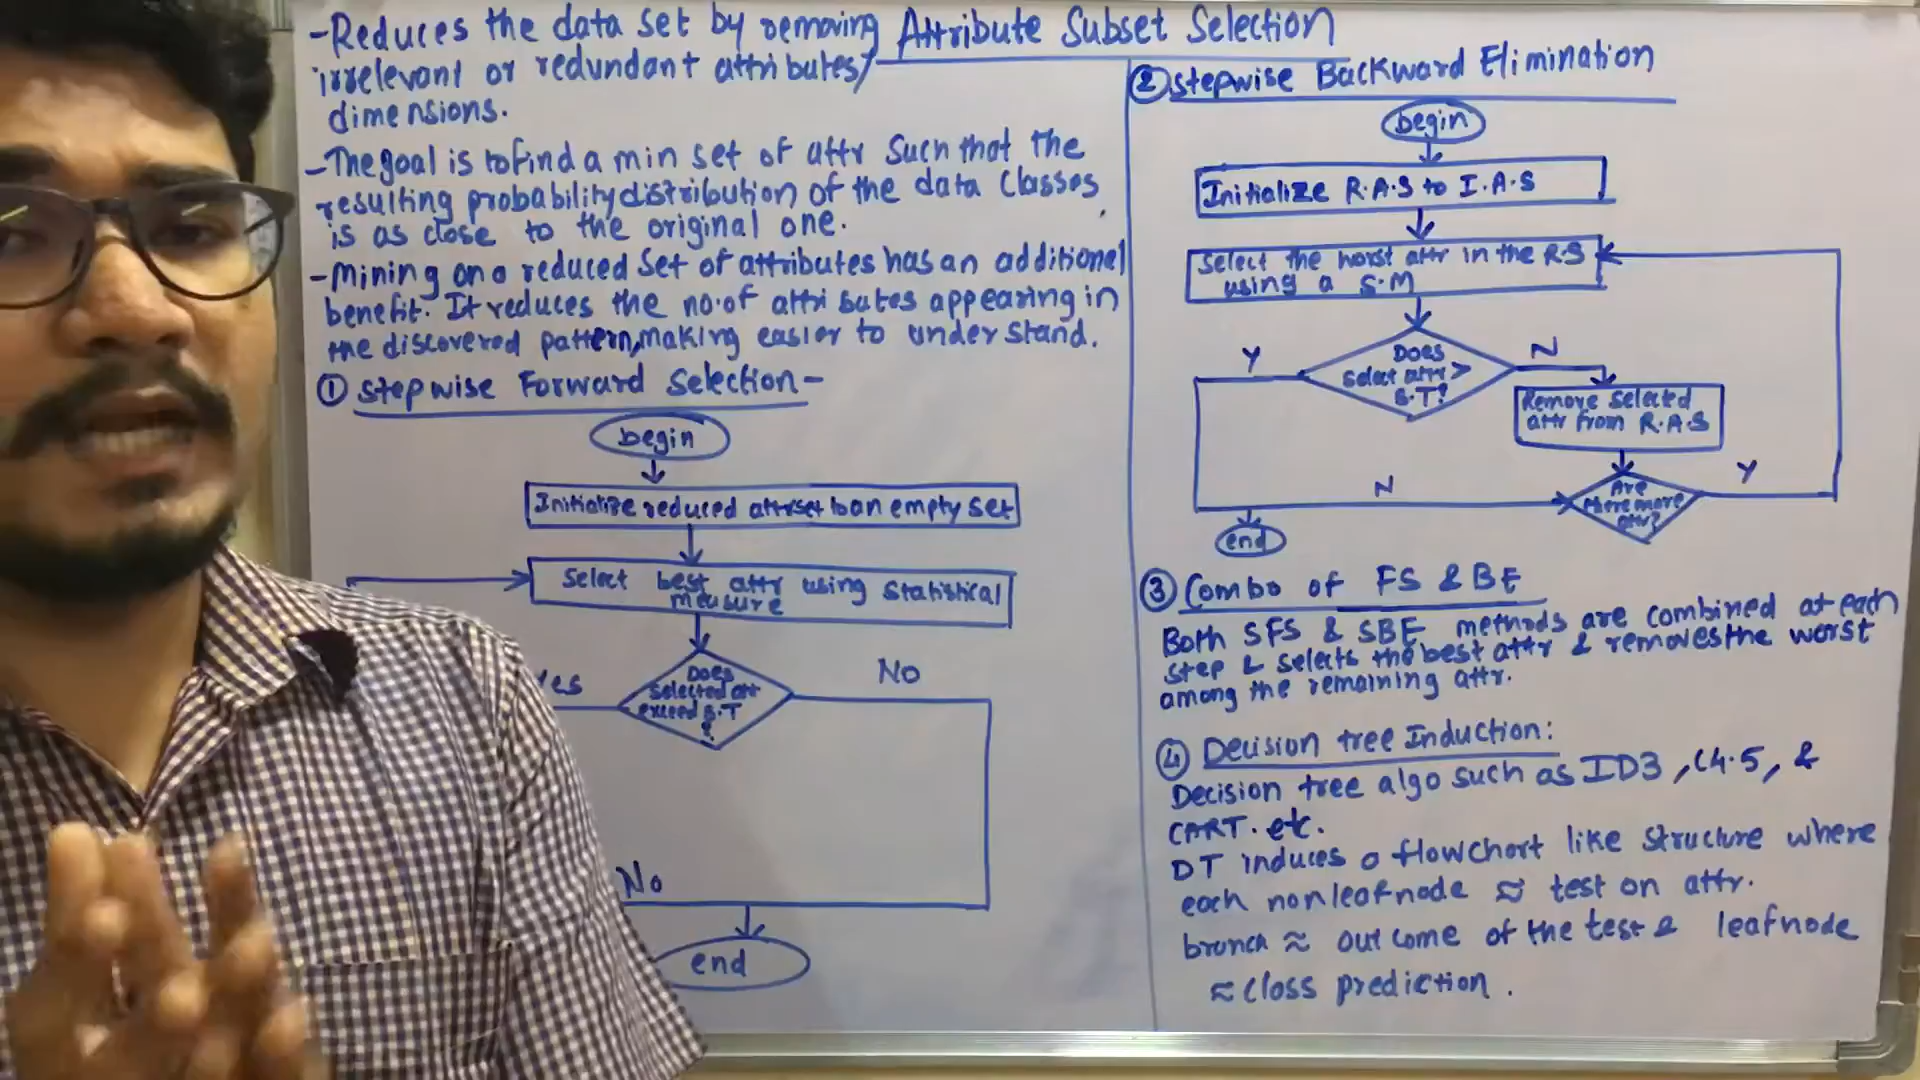 Attribute Subset Selection
-Reduces the data set by removing
irrelevant or redundant attributes/
dimensions.
-The goal is to find a min set of attr such that the
resulting probability distribution of the data classes
is as close to the original one.
-Mining on a reduced set of attributes has an additional
benefit. It reduces the no. of attributes appearing in
the discovered pattern, making easier to understand.
① Stepwise Forward Selection-
begin
Initialize reduced attr set to an empty set
Select best attr using Statistical
measure
Does
selected att
exceed S.T
?
Yes
No
No
end
② Stepwise Backward Elimination
begin
Initialize R.A.S to I.A.S
Select the worst attr in the R.S
using a S.M
Does
Select attr >
S.T?
Y
N
Remove selected
attr from R.A.S
Are
there more
attr?
Y
N
end
③ Combo of FS & BE
Both SFS & SBE methods are combined at each
step & selects the best attr & removes the worst
among the remaining attr.
④ Decision tree Induction:
Decision tree algo such as ID3, C4.5, &
CART. etc.
DT induces a flowchart like structure where
each nonleaf node ≈ test on attr.
branch ≈ outcome of the test & leaf node
≈ class prediction.